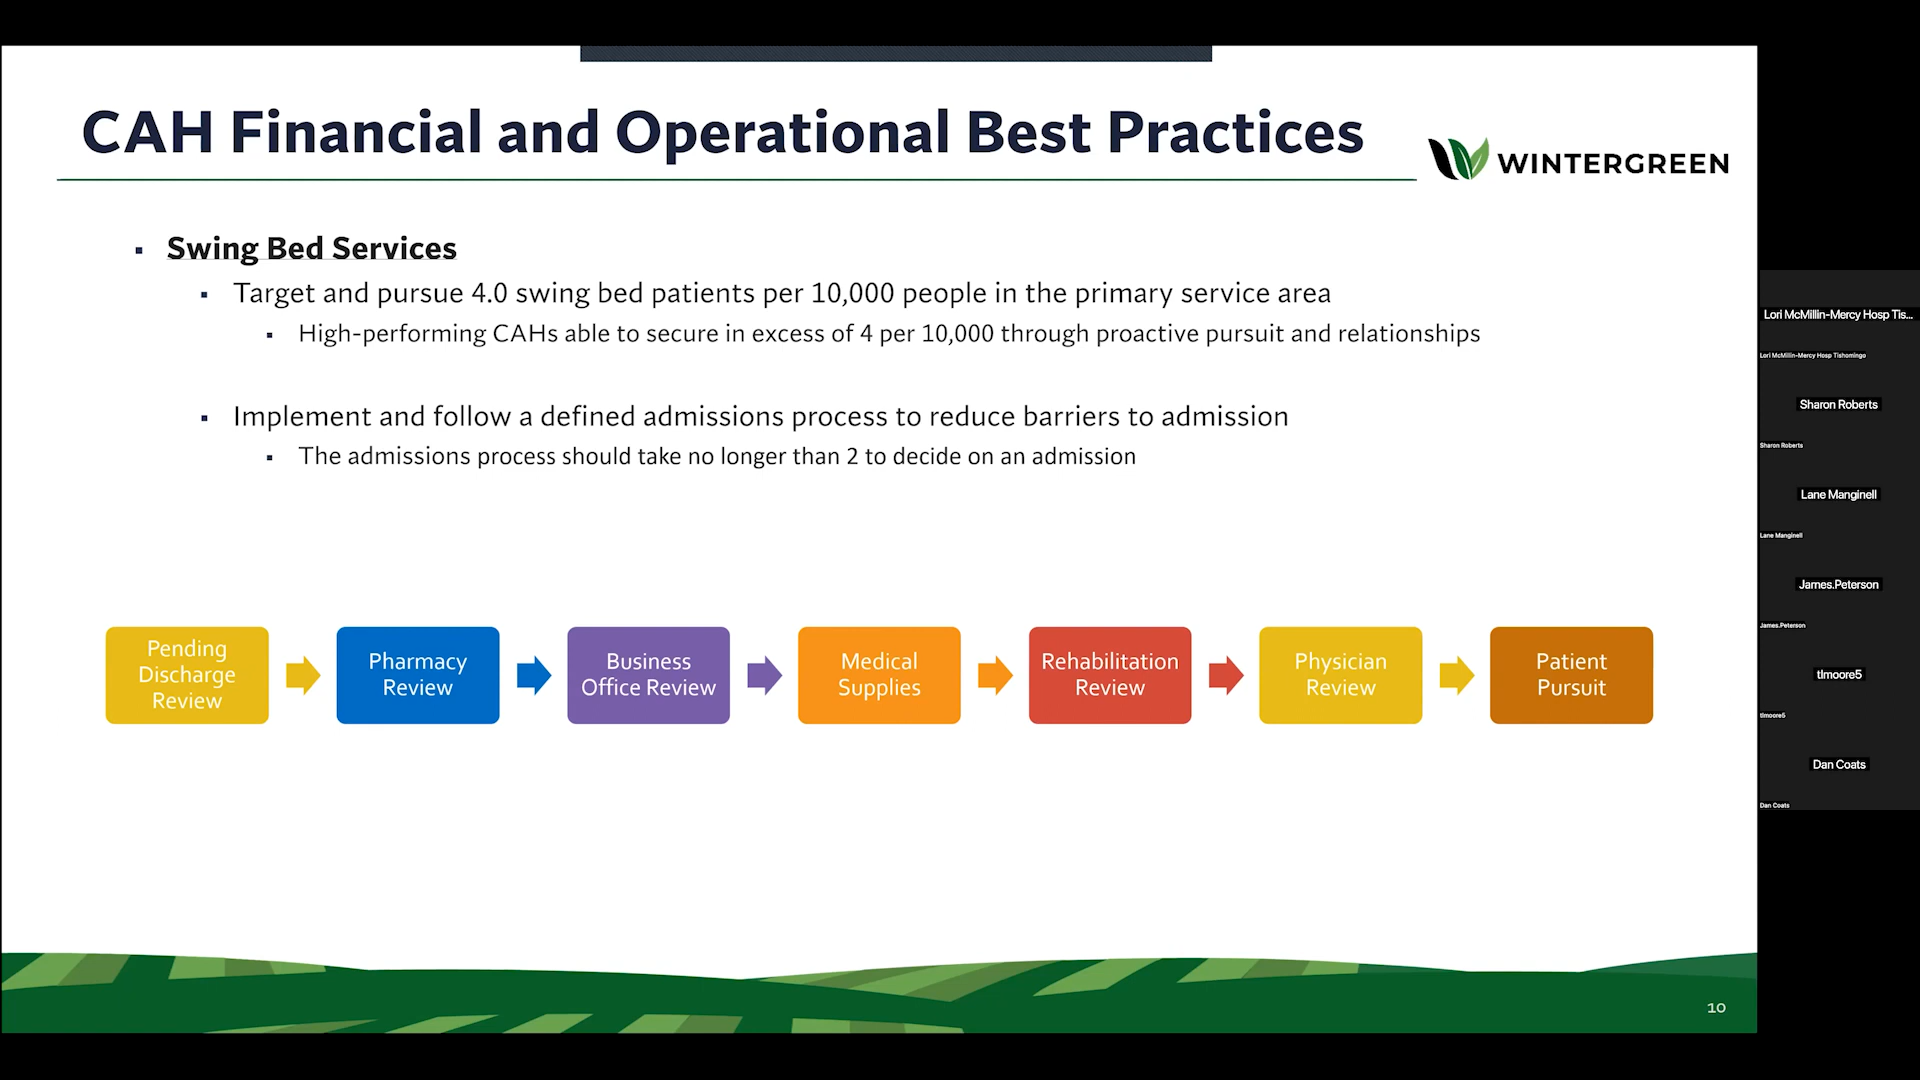 CAH Financial and Operational Best Practices
WINTERGREEN
▪ Swing Bed Services
▪ Target and pursue 4.0 swing bed patients per 10,000 people in the primary service area
▪ High-performing CAHs able to secure in excess of 4 per 10,000 through proactive pursuit and relationships
▪ Implement and follow a defined admissions process to reduce barriers to admission
▪ The admissions process should take no longer than 2 to decide on an admission
Pending
Discharge
Review
Pharmacy
Review
Business
Office Review
Medical
Supplies
Rehabilitation
Review
Physician
Review
Patient
Pursuit
10
Lori McMillin-Mercy Hosp Tis...
Lori McMillin-Mercy Hosp Tishomingo
Sharon Roberts
Sharon Roberts
Lane Manginell
Lane Manginell
James.Peterson
James.Peterson
tlmoore5
tlmoore5
Dan Coats
Dan Coats